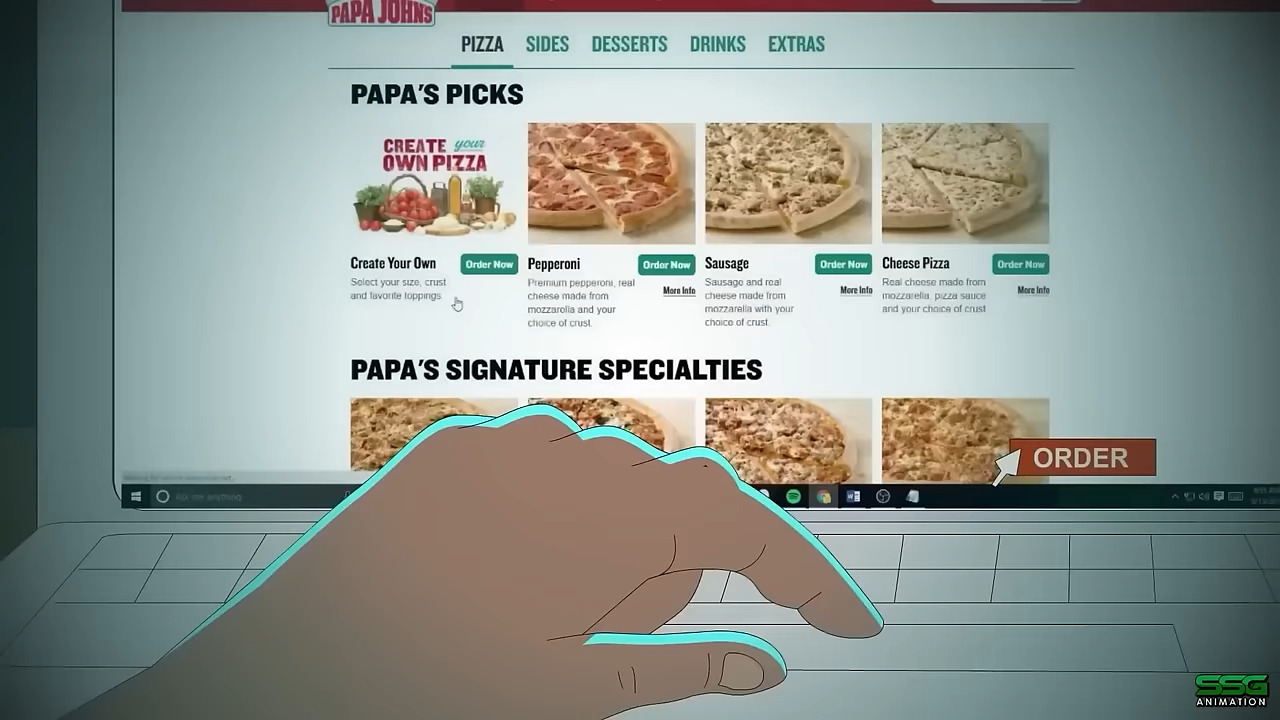 PAPA JOHNS
PIZZA SIDES DESSERTS DRINKS EXTRAS
PAPA'S PICKS
CREATE your
OWN PIZZA
Create Your Own Order Now
Select your size, crust
and favorite toppings.
Pepperoni Order Now
More Info
Premium pepperoni, real
cheese made from
mozzarella and your
choice of crust.
Sausage Order Now
More Info
Sausage and real
cheese made from
mozzarella with your
choice of crust.
Cheese Pizza Order Now
More Info
Real cheese made from
mozzarella, pizza sauce
and your choice of crust
PAPA'S SIGNATURE SPECIALTIES
ORDER
Ask me anything
SSG
ANIMATION